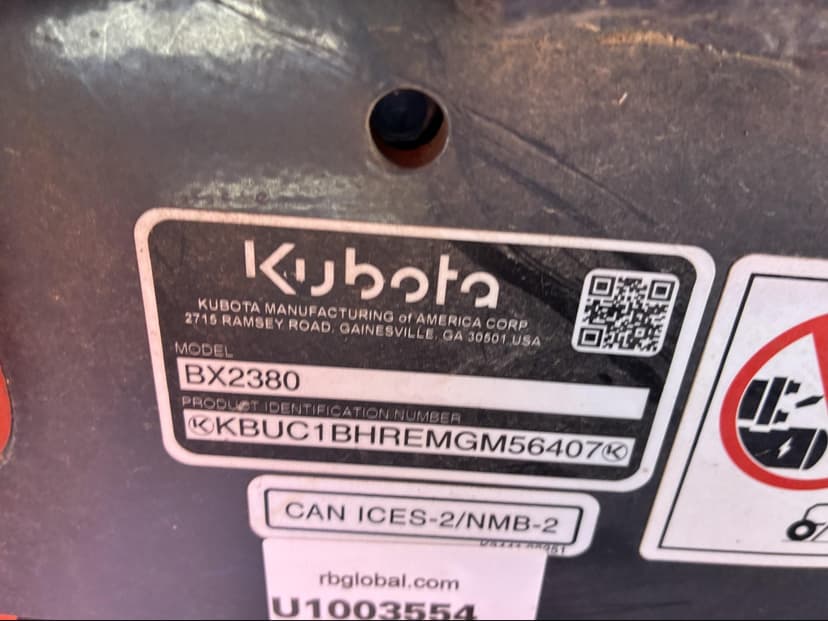 Kubota
KUBOTA MANUFACTURING of AMERICA CORP
2715 RAMSEY ROAD, GAINESVILLE, GA 30501, USA
MODEL
BX2380
PRODUCT IDENTIFICATION NUMBER
KBUC1BHREMGM56407
CAN ICES-2/NMB-2
rbglobal.com
U1003554